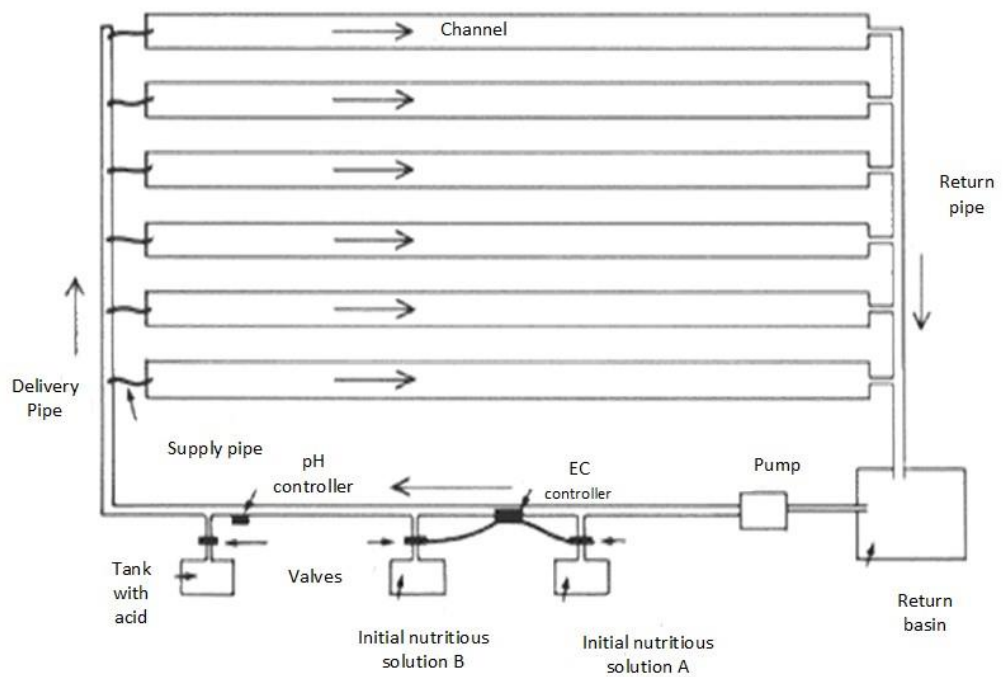 Channel
Return
pipe
Delivery
Pipe
Supply pipe
pH
controller
EC
controller
Pump
Tank
with
acid
Valves
Initial nutritious
solution B
Initial nutritious
solution A
Return
basin